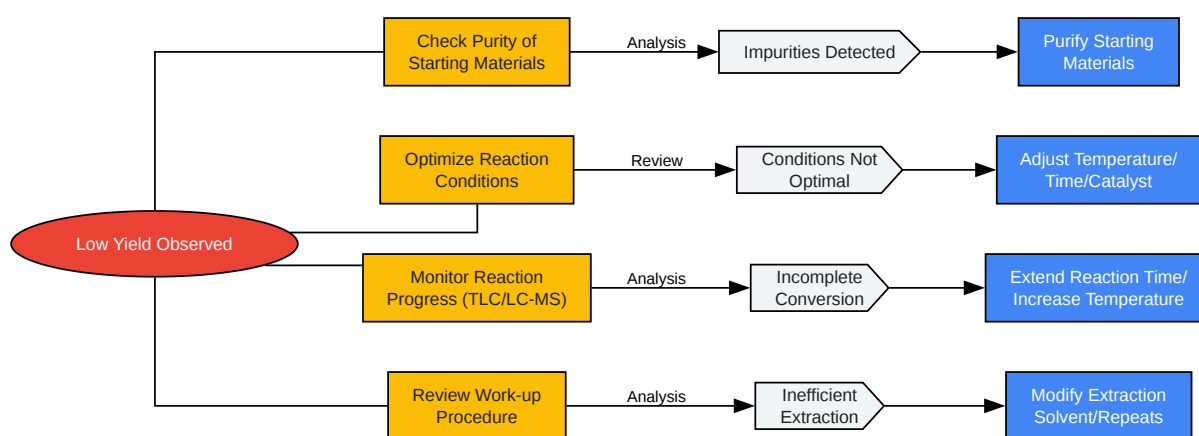 Check Purity of
Starting Materials
Analysis
Impurities Detected
Purify Starting
Materials
Optimize Reaction
Conditions
Review
Conditions Not
Optimal
Adjust Temperature/
Time/Catalyst
Low Yield Observed
Monitor Reaction
Progress (TLC/LC-MS)
Analysis
Incomplete
Conversion
Extend Reaction Time/
Increase Temperature
Review Work-up
Procedure
Analysis
Inefficient
Extraction
Modify Extraction
Solvent/Repeats